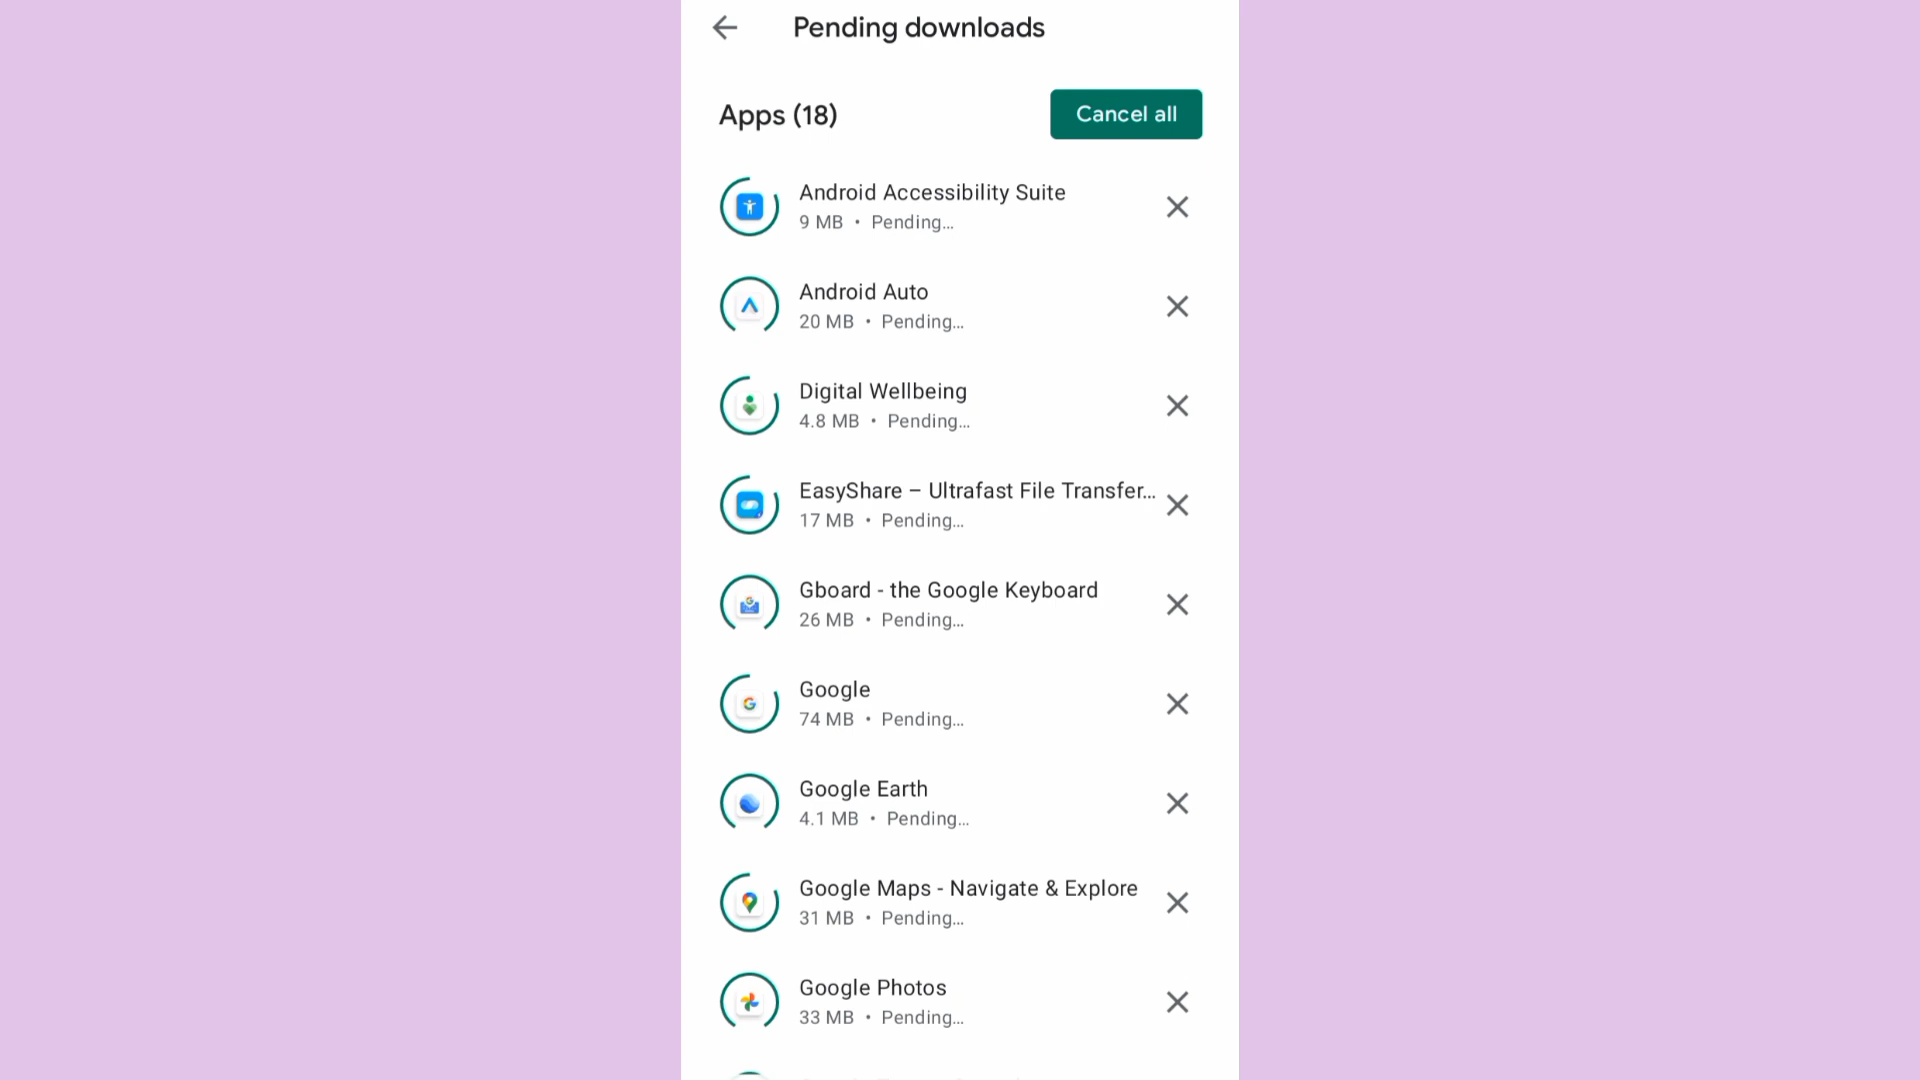 Pending downloads
Apps (18)
Cancel all
Android Accessibility Suite
9 MB • Pending...
Android Auto
20 MB • Pending...
Digital Wellbeing
4.8 MB • Pending...
EasyShare – Ultrafast File Transfer...
17 MB • Pending...
Gboard - the Google Keyboard
26 MB • Pending...
Google
74 MB • Pending...
Google Earth
4.1 MB • Pending...
Google Maps - Navigate & Explore
31 MB • Pending...
Google Photos
33 MB • Pending...